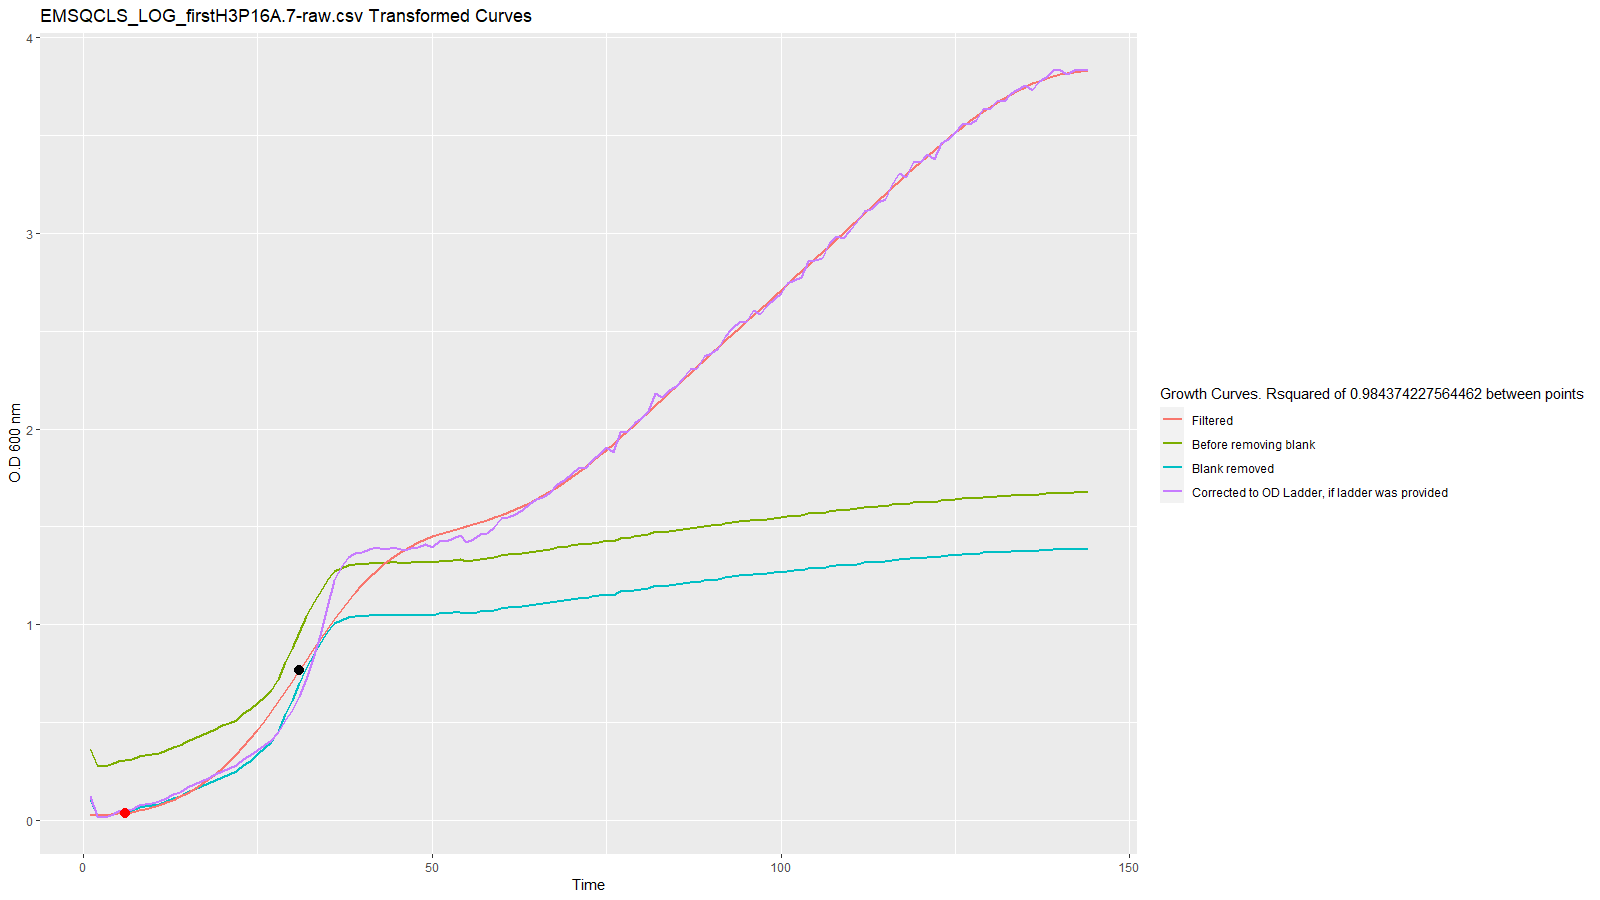 EMSQCLS_LOG_firstH3P16A.7-raw.csv Transformed Curves
4
3
2
1
0
O.D 600 nm
0
50
100
150
Time
Growth Curves. Rsquared of 0.984374227564462 between points
Filtered
Before removing blank
Blank removed
Corrected to OD Ladder, if ladder was provided